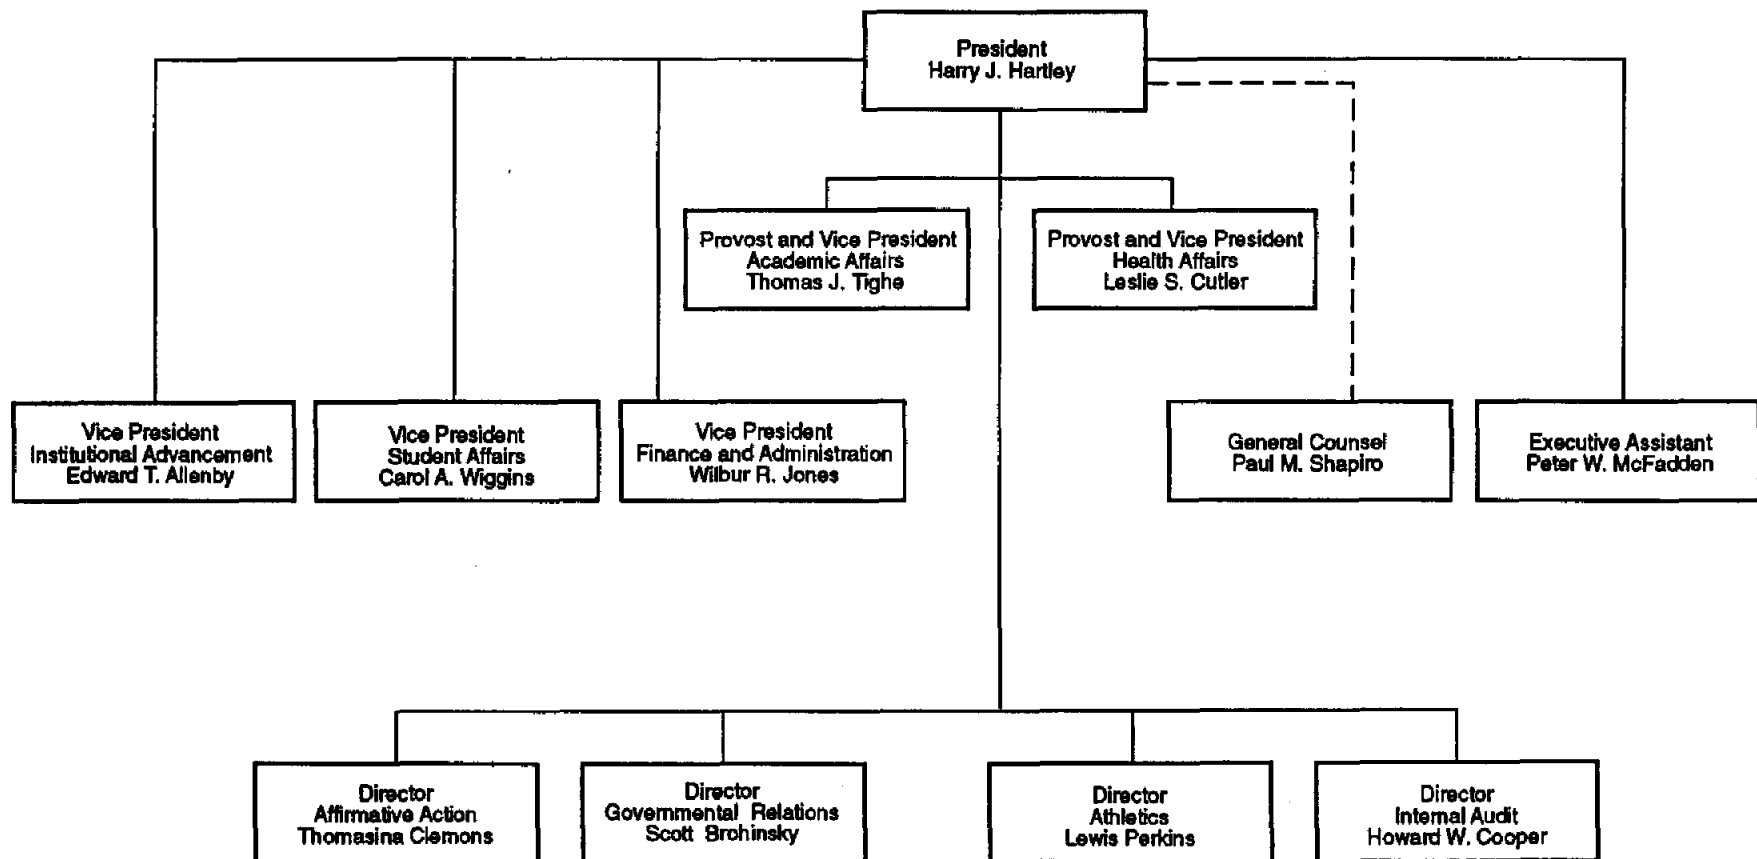 President
Harry J. Hartley
Provost and Vice President
Academic Affairs
Thomas J. Tighe
Provost and Vice President
Health Affairs
Leslie S. Cutler
Vice President
Institutional Advancement
Edward T. Allenby
Vice President
Student Affairs
Carol A. Wiggins
Vice President
Finance and Administration
Wilbur R. Jones
General Counsel
Paul M. Shapiro
Executive Assistant
Peter W. McFadden
Director
Affirmative Action
Thomasina Clemons
Director
Governmental Relations
Scott Brohinsky
Director
Athletics
Lewis Perkins
Director
Internal Audit
Howard W. Cooper